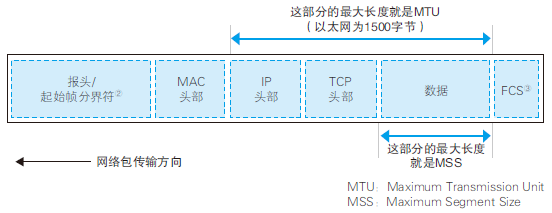 这部分的最大长度就是MTU
（以太网为1500字节）
报头/
起始帧分界符②
MAC
头部
IP
头部
TCP
头部
数据
FCS③
这部分的最大长度
就是MSS
网络包传输方向
MTU：Maximum Transmission Unit
MSS：Maximum Segment Size